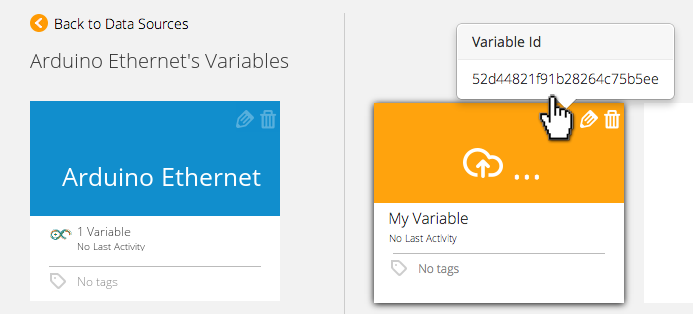 Back to Data Sources
Arduino Ethernet's Variables
Arduino Ethernet
1 Variable
No Last Activity
No tags
Variable Id
52d44821f91b28264c75b5ee
...
My Variable
No Last Activity
No tags